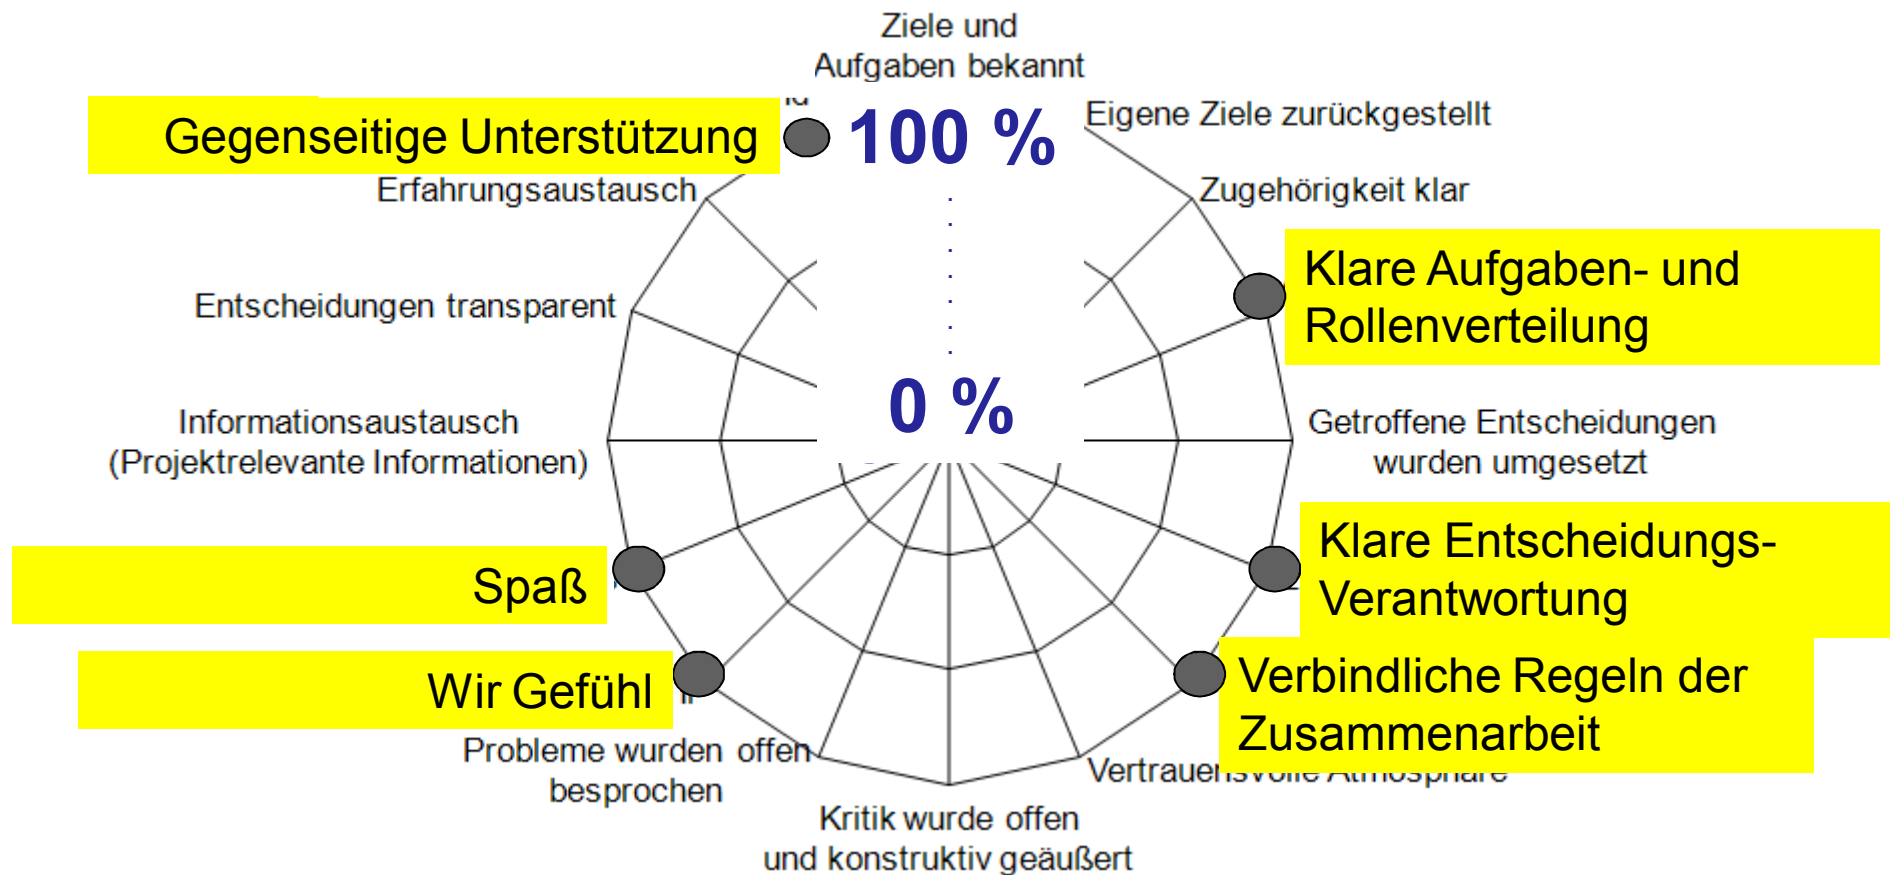 Ziele und
Aufgaben bekannt
Gegenseitige Unterstützung
100 %
Eigene Ziele zurückgestellt
Erfahrungsaustausch
Zugehörigkeit klar
Klare Aufgaben- und
Rollenverteilung
Entscheidungen transparent
0 %
Informationsaustausch
(Projektrelevante Informationen)
Getroffene Entscheidungen
wurden umgesetzt
Klare Entscheidungs-
Verantwortung
Spaß
Wir Gefühl
Verbindliche Regeln der
Zusammenarbeit
Probleme wurden offen
besprochen
Vertrauensvolle Atmosphäre
Kritik wurde offen
und konstruktiv geäußert